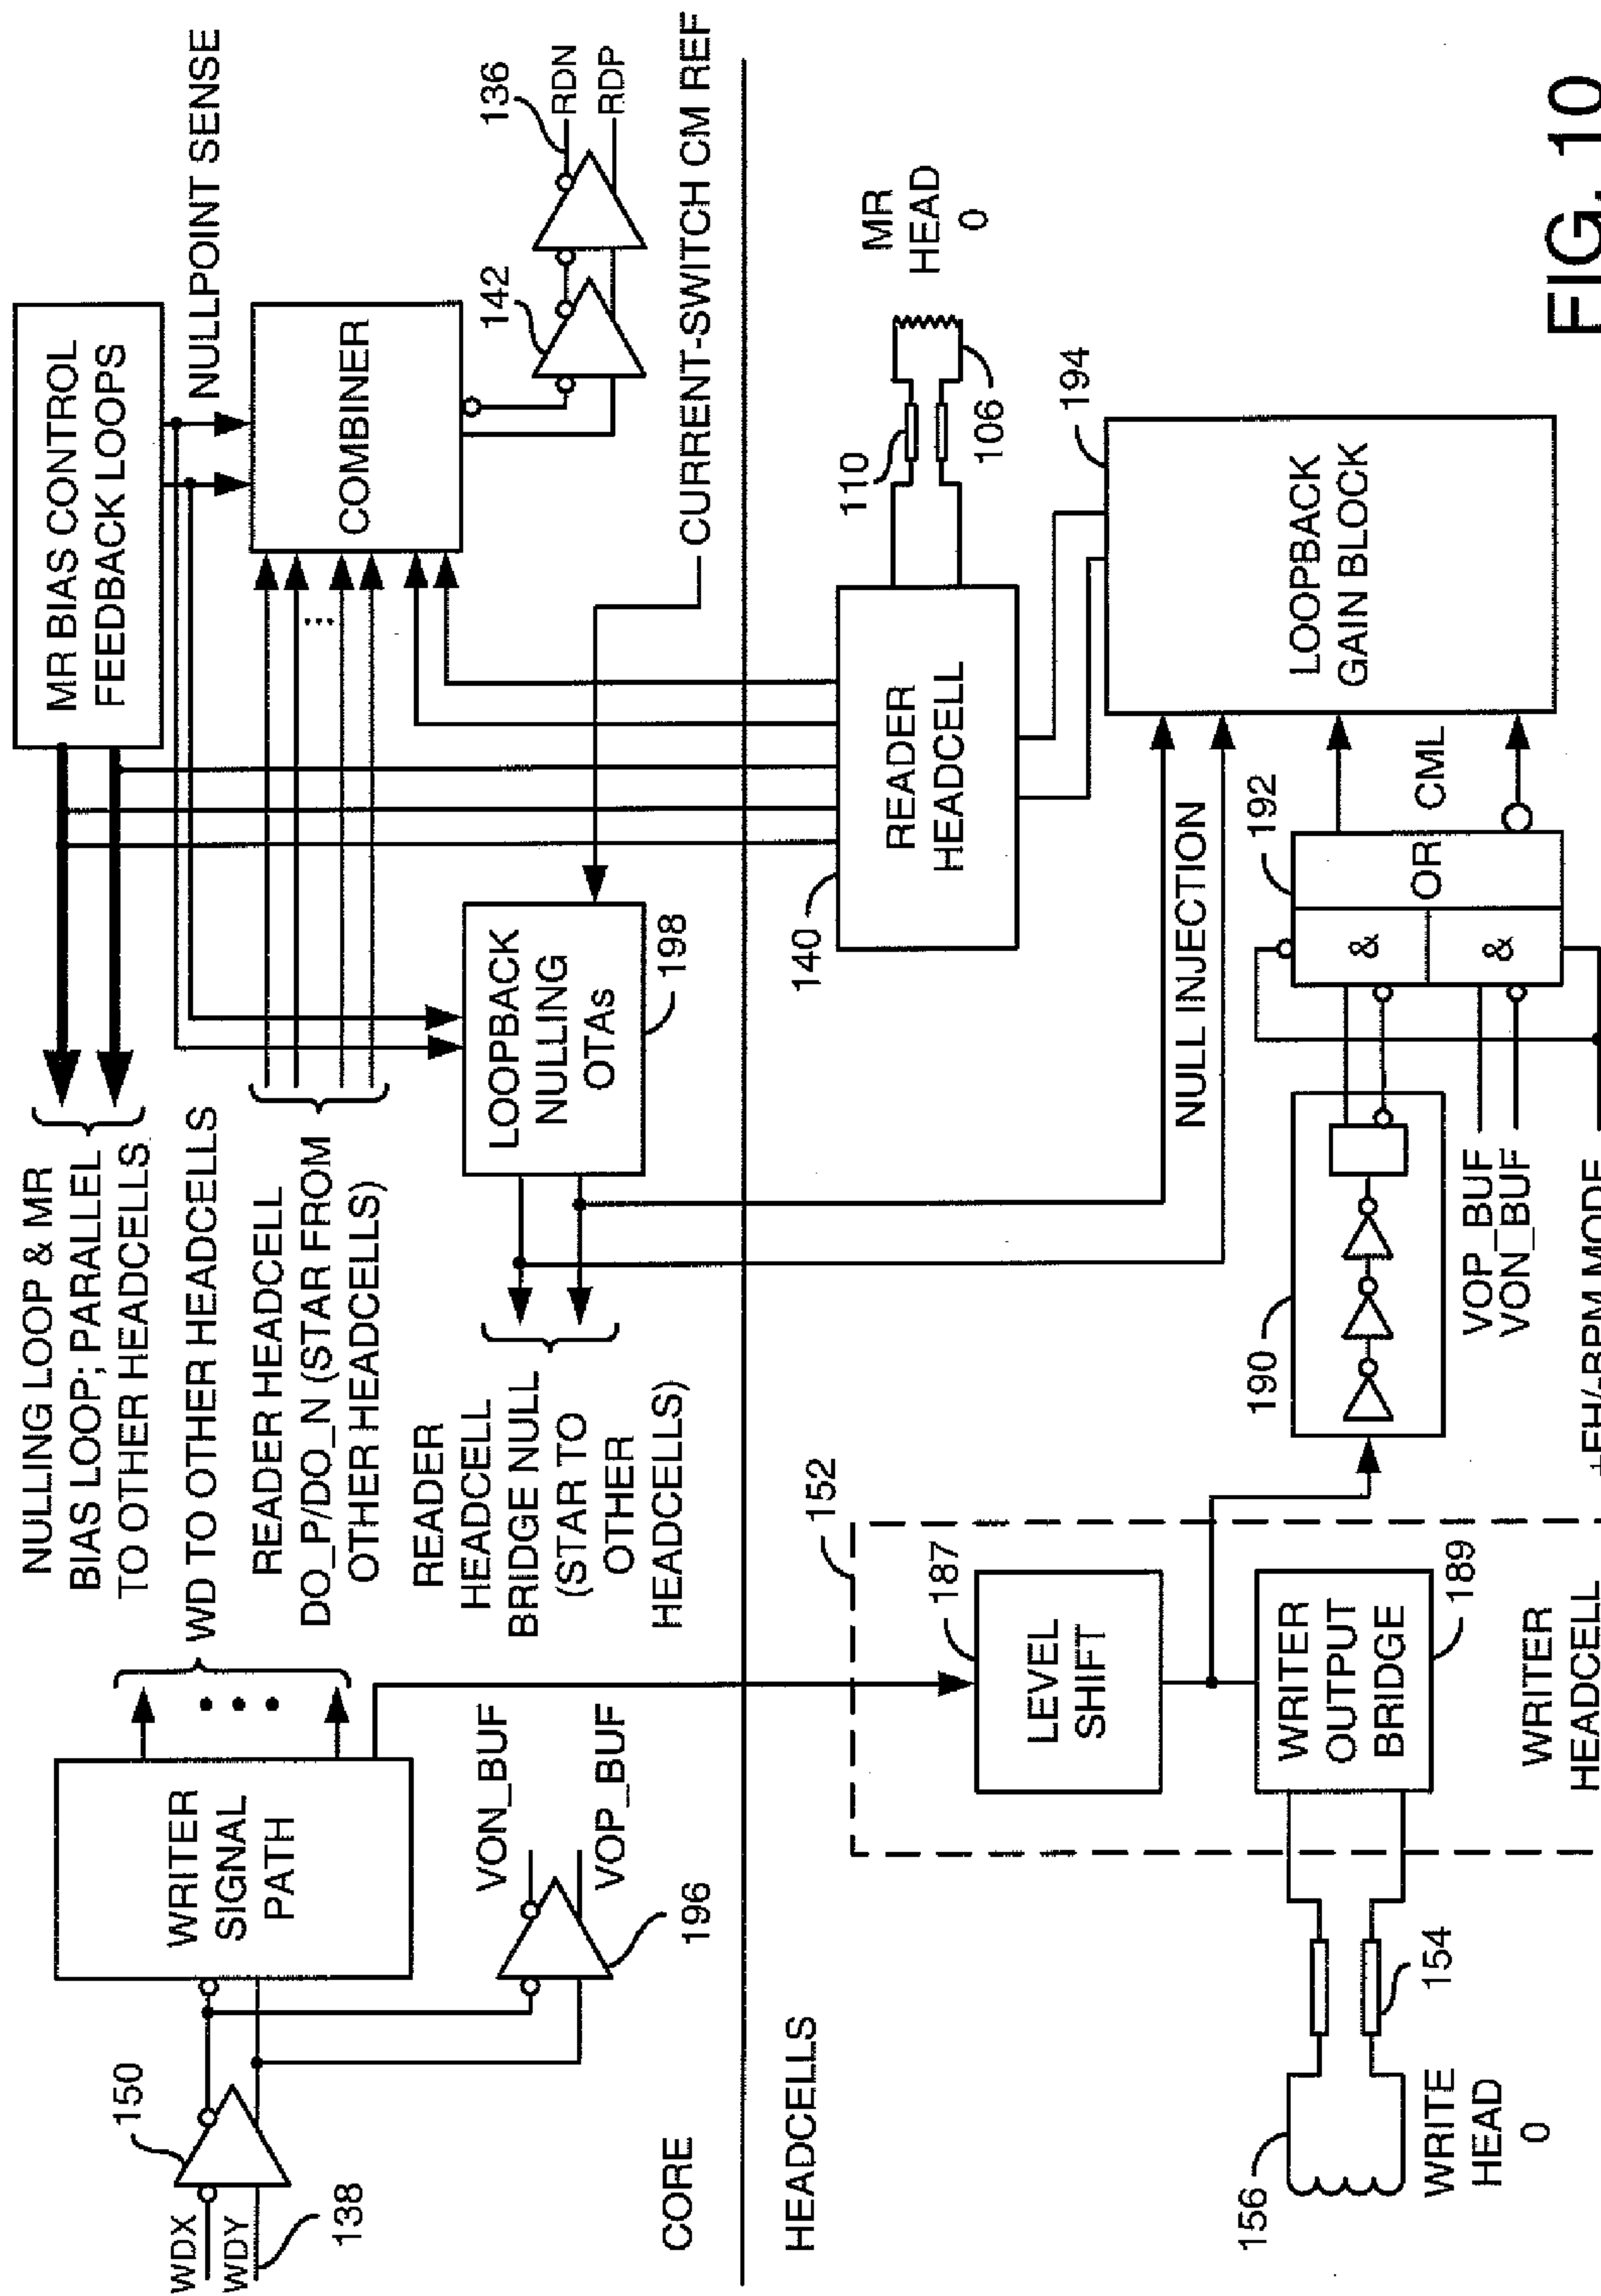 WDX
WDY
138
150
WRITER
SIGNAL
PATH
VON_BUF
VOP_BUF
196
NULLING LOOP & MR
BIAS LOOP; PARALLEL
TO OTHER HEADCELLS
WD TO OTHER HEADCELLS
READER HEADCELL
DO_P/DO_N (STAR FROM
OTHER HEADCELLS)
READER
HEADCELL
BRIDGE NULL
(STAR TO
OTHER
HEADCELLS)
LOOPBACK
NULLING
OTAs
198
MR BIAS CONTROL
FEEDBACK LOOPS
NULLPOINT SENSE
COMBINER
142
136
RDN
RDP
CURRENT-SWITCH CM REF
CORE
HEADCELLS
152
187
LEVEL
SHIFT
WRITER
OUTPUT
BRIDGE
189
WRITER
HEADCELL
156
154
WRITE
HEAD
0
140
READER
HEADCELL
110
106
MR
HEAD
0
NULL INJECTION
190
VOP_BUF
VON_BUF
192
&
&
OR
CML
194
LOOPBACK
GAIN BLOCK
FIG. 10